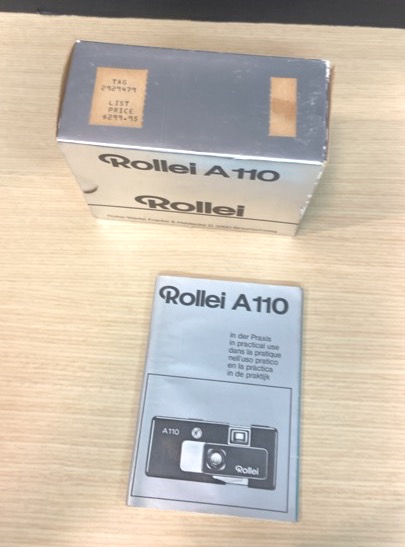 TAG
2929479
LIST
PRICE
$299.95
Rollei A110
Rollei
Rollei A110
in der Praxis
in practical use
dans la pratique
nell'uso pratico
en la práctica
in de praktijk
A110
Rollei